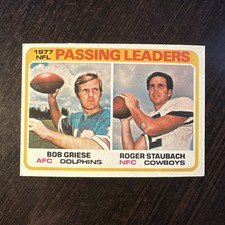 1977 NFL PASSING LEADERS
BOB GRIESE
AFC DOLPHINS
ROGER STAUBACH
NFC COWBOYS